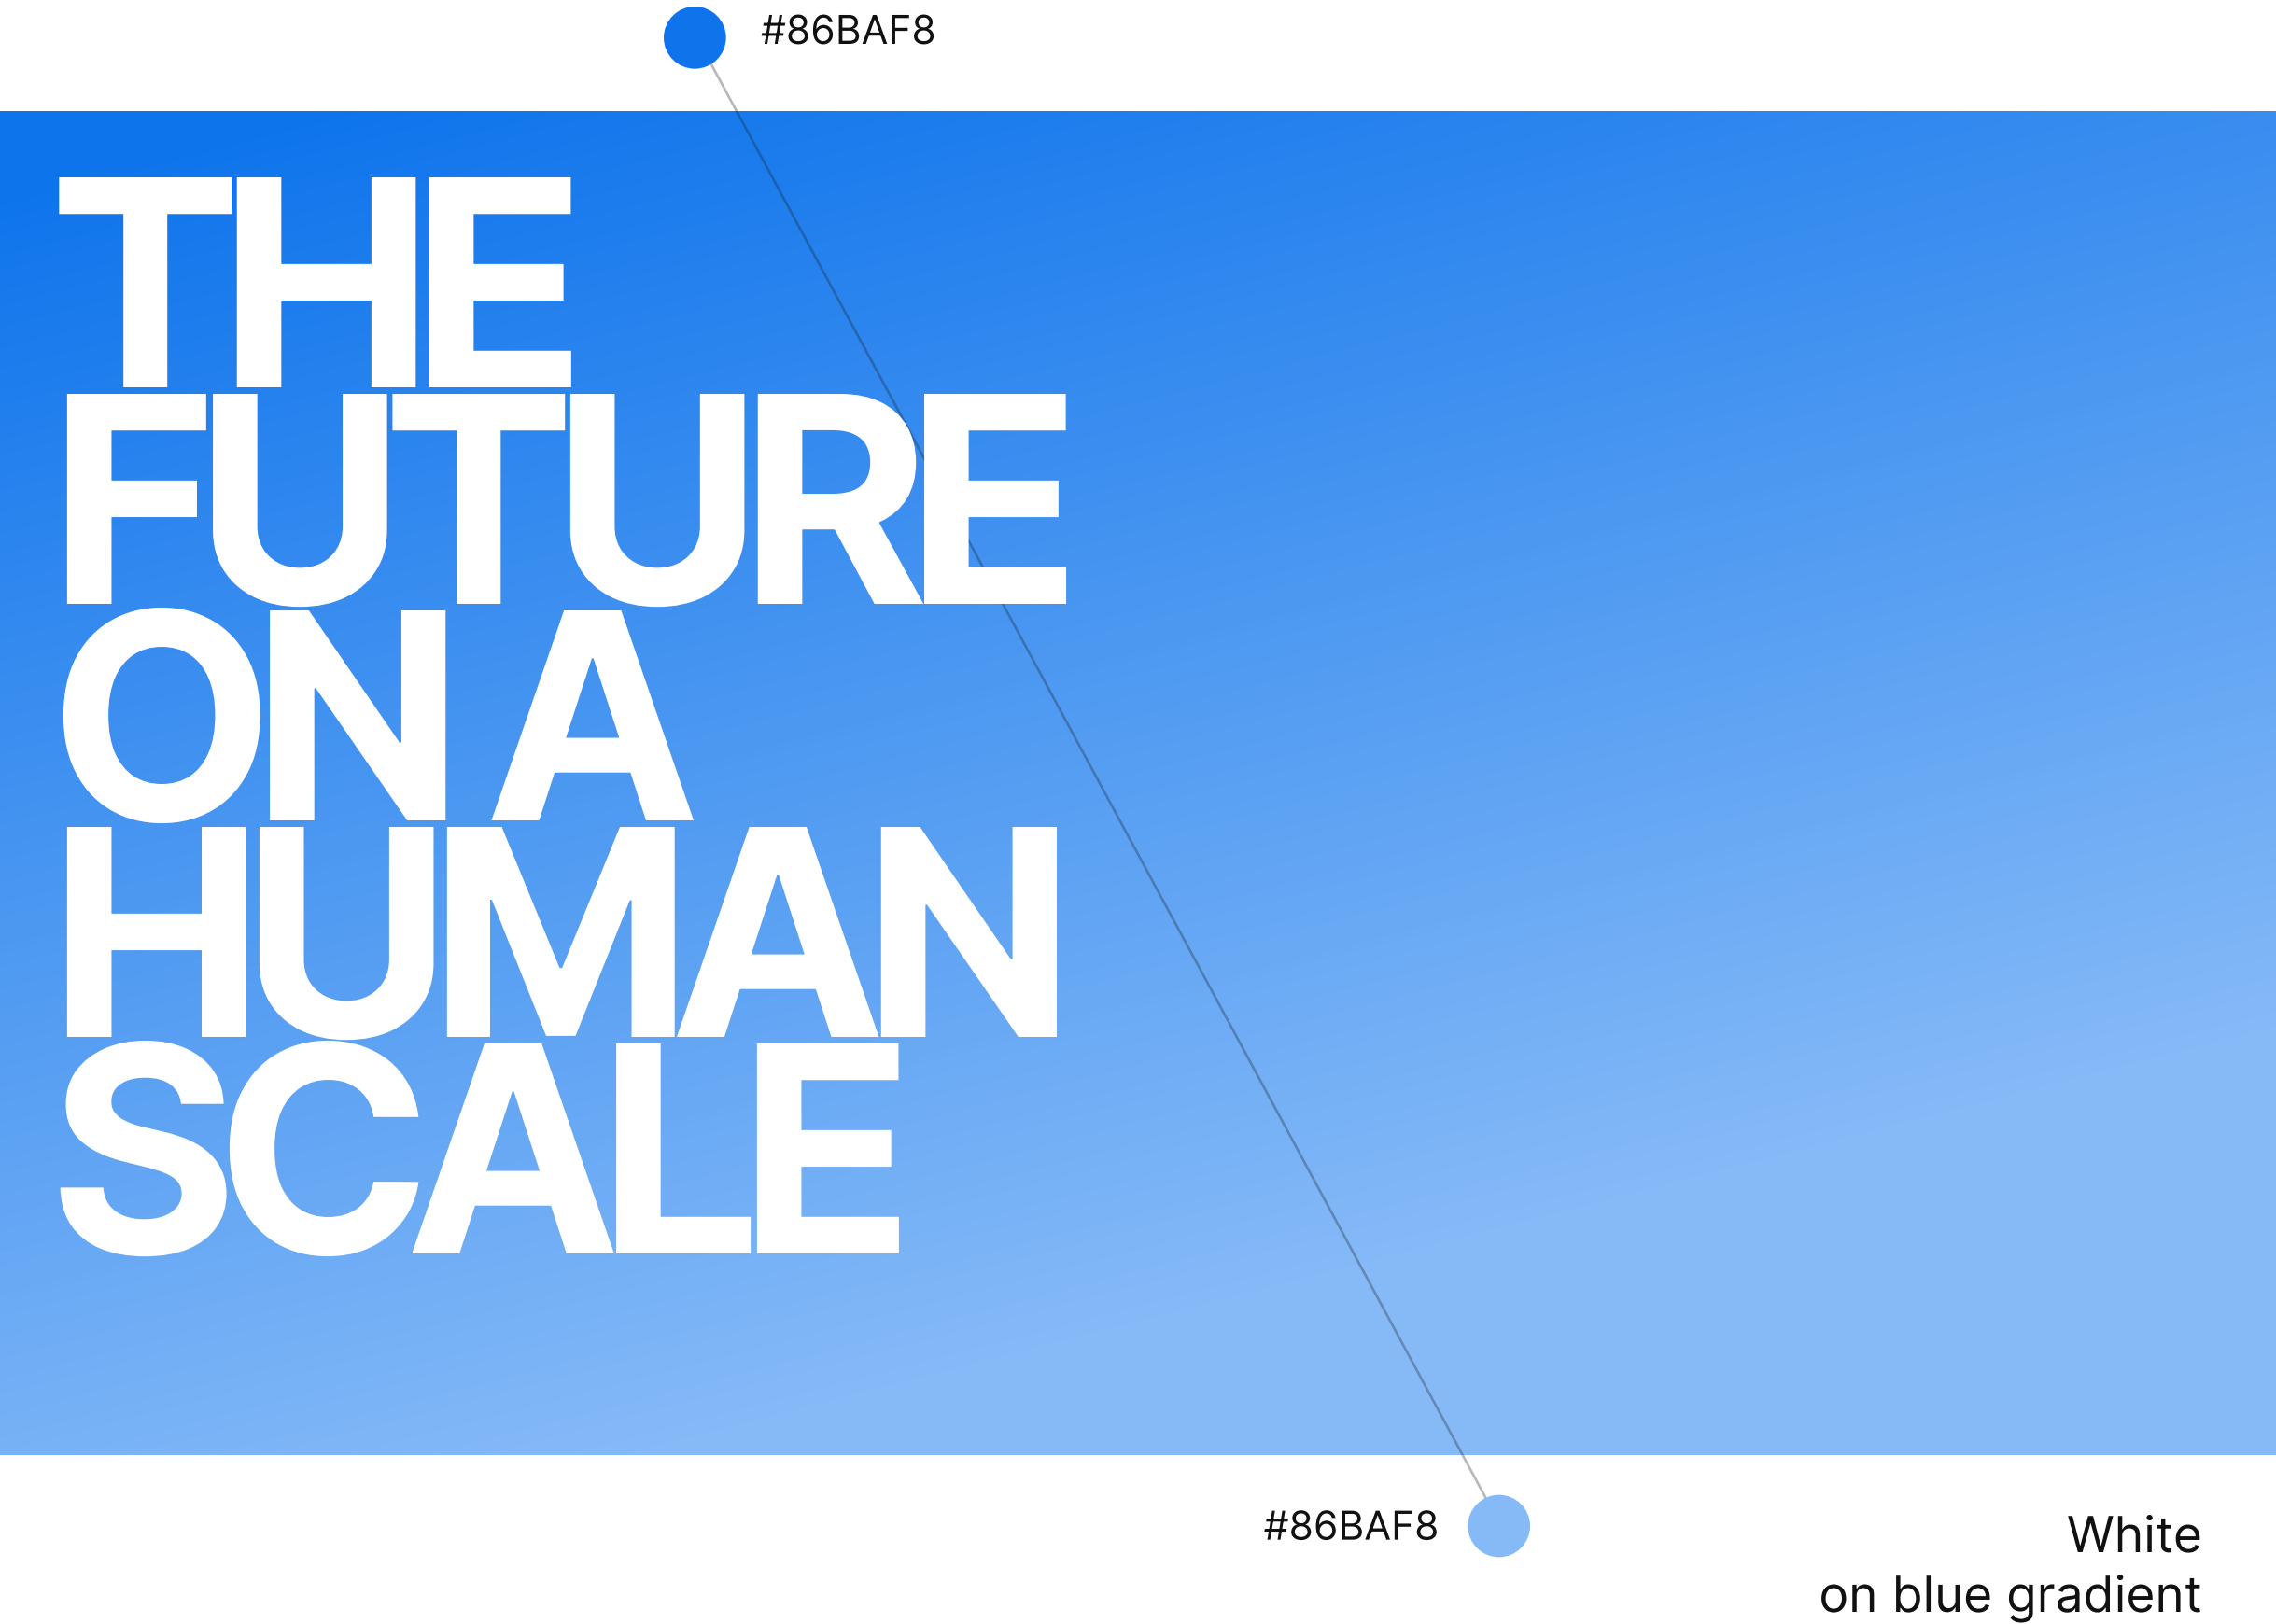 #86BAF8
THE
FUTURE
ON A
HUMAN
SCALE
#86BAF8
White
on blue gradient